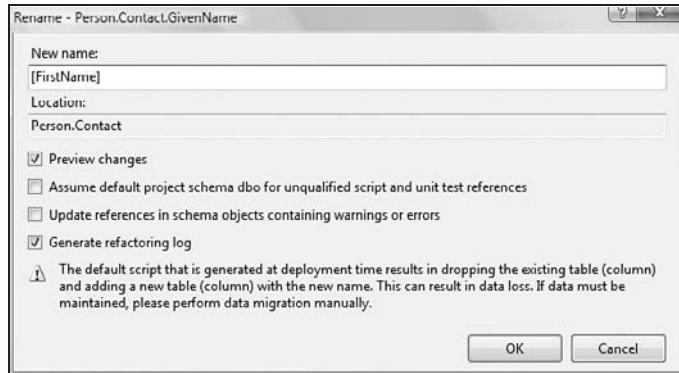 Rename - Person.Contact.GivenName
New name:
[FirstName]
Location:
Person.Contact
Preview changes
Assume default project schema dbo for unqualified script and unit test references
Update references in schema objects containing warnings or errors
Generate refactoring log
The default script that is generated at deployment time results in dropping the existing table (column)
and adding a new table (column) with the new name. This can result in data loss. If data must be
maintained, please perform data migration manually.
OK
Cancel